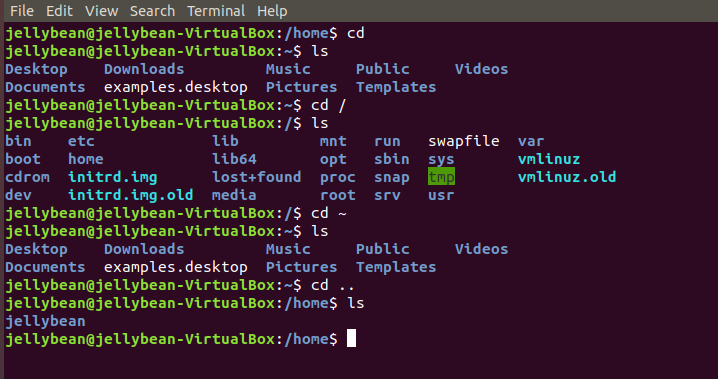 File Edit View Search Terminal Help
jellybean@jellybean-VirtualBox:/home$ cd
jellybean@jellybean-VirtualBox:~$ ls
Desktop Downloads Music Public Videos
Documents examples.desktop Pictures Templates
jellybean@jellybean-VirtualBox:~$ cd /
jellybean@jellybean-VirtualBox:/$ ls
bin etc lib mnt run swapfile var
boot home lib64 opt sbin sys vmlinuz
cdrom initrd.img lost+found proc snap tmp vmlinuz.old
dev initrd.img.old media root srv usr
jellybean@jellybean-VirtualBox:/$ cd ~
jellybean@jellybean-VirtualBox:~$ ls
Desktop Downloads Music Public Videos
Documents examples.desktop Pictures Templates
jellybean@jellybean-VirtualBox:~$ cd ..
jellybean@jellybean-VirtualBox:/home$ ls
jellybean
jellybean@jellybean-VirtualBox:/home$